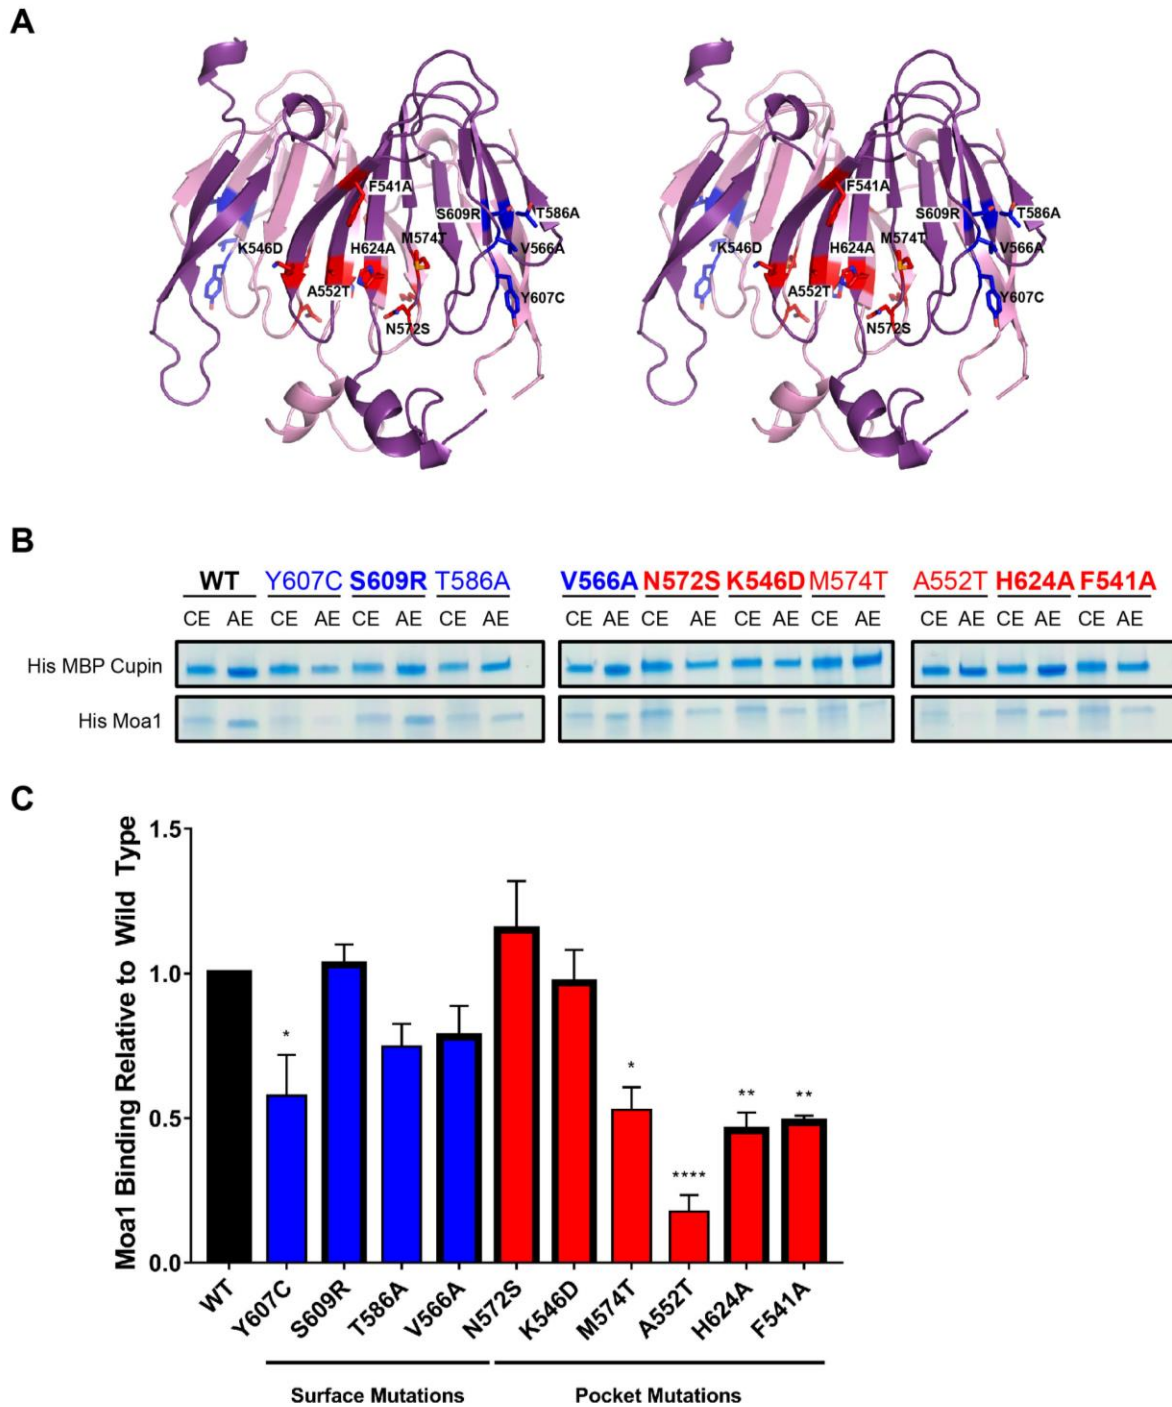 A
F541A
S609R
T586A
K546D
H624A
M574T
V566A
A552T
Y607C
N572S
F541A
S609R
T586A
K546D
H624A
M574T
V566A
A552T
Y607C
N572S
B
WT Y607C S609R T586A V566A N572S K546D M574T A552T H624A F541A
CE AE CE AE CE AE CE AE CE AE CE AE CE AE CE AE CE AE CE AE CE AE
His MBP Cupin
His Moa1
C
Moa1 Binding Relative to Wild Type
1.5
1.0
0.5
0.0
* * **** ** **
WT Y607C S609R T586A V566A N572S K546D M574T A552T H624A F541A
Surface Mutations Pocket Mutations